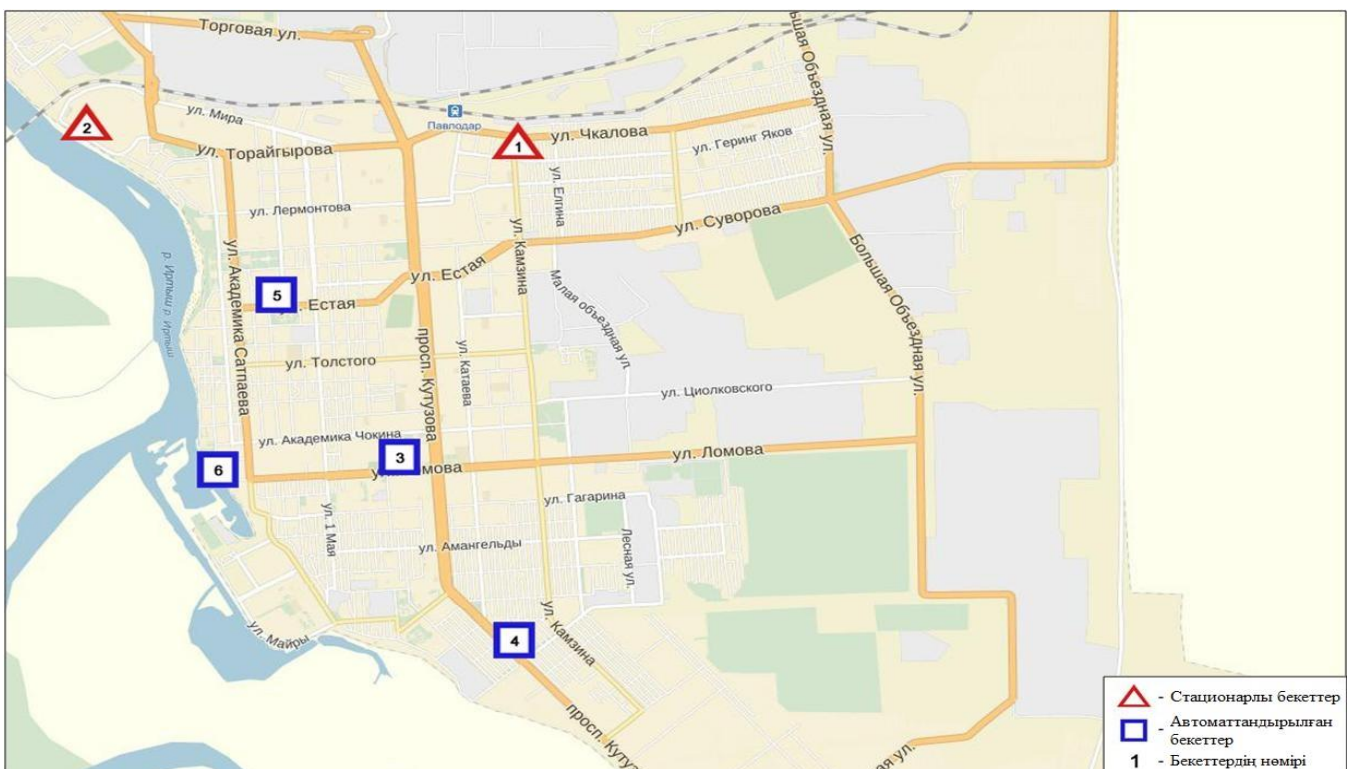 Торговая ул.
ьшая Объездная ул.
ул. Мира
2
Павлодар
1
ул. Чкалова
ул. Торайгырова
ул. Геринг Яков
ул. Елгина
ул. Лермонтова
ул. Суворова
ул. Камзина
ул. Академика Сатпаева
р. Иртыш
р. Иртыш
ул. Естая
Большая Объездная ул.
Малая объездная ул.
5
Естая
просп. Кутузова
ул. Толстого
ул. Катаева
ул. Циолковского
ул. Академика Чокина
3
6
ул. Ломова
ул. Гагарина
ул. 1 Мая
Лесная ул.
ул. Амангельды
ул. Камзина
4
ул. Майры
просп. Куту
ая ул.
- Стационарлы бекеттер
- Автоматтандырылған
бекеттер
1 - Бекеттердің нөмірі